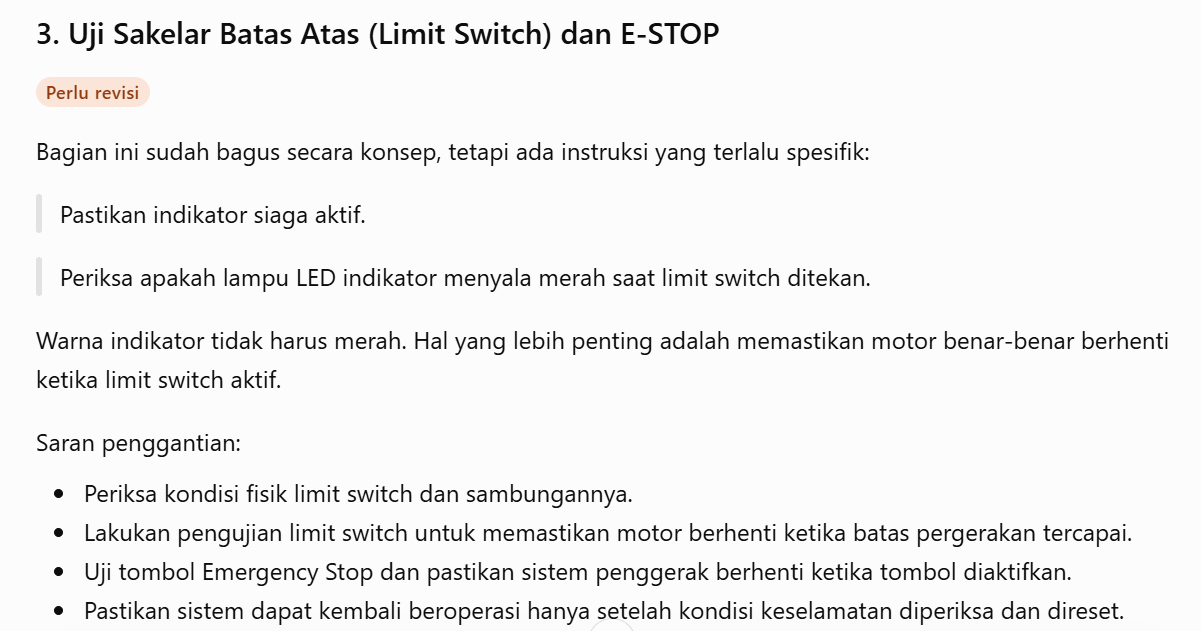 3. Uji Sakelar Batas Atas (Limit Switch) dan E-STOP
Perlu revisi
Bagian ini sudah bagus secara konsep, tetapi ada instruksi yang terlalu spesifik:
Pastikan indikator siaga aktif.
Periksa apakah lampu LED indikator menyala merah saat limit switch ditekan.
Warna indikator tidak harus merah. Hal yang lebih penting adalah memastikan motor benar-benar berhenti
ketika limit switch aktif.
Saran penggantian:
• Periksa kondisi fisik limit switch dan sambungannya.
• Lakukan pengujian limit switch untuk memastikan motor berhenti ketika batas pergerakan tercapai.
• Uji tombol Emergency Stop dan pastikan sistem penggerak berhenti ketika tombol diaktifkan.
• Pastikan sistem dapat kembali beroperasi hanya setelah kondisi keselamatan diperiksa dan direset.